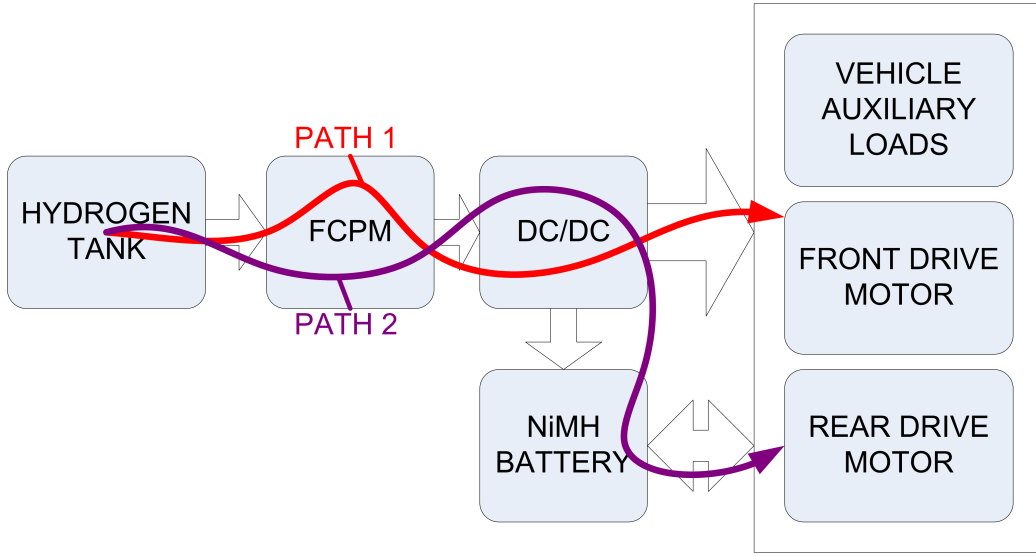 PATH 1
HYDROGEN
TANK
FCPM
DC/DC
PATH 2
NiMH
BATTERY
VEHICLE
AUXILIARY
LOADS
FRONT DRIVE
MOTOR
REAR DRIVE
MOTOR